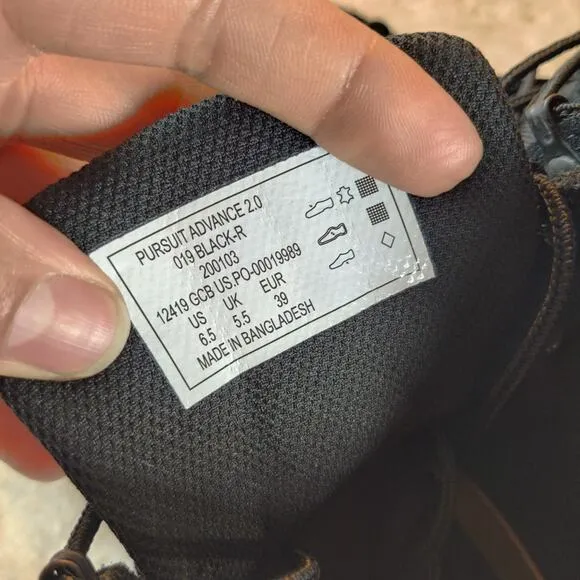 PURSUIT ADVANCE 2.0
019 BLACK-R
200103
12419 GCB US.PO-00019989
US UK EUR
6.5 5.5 39
MADE IN BANGLADESH